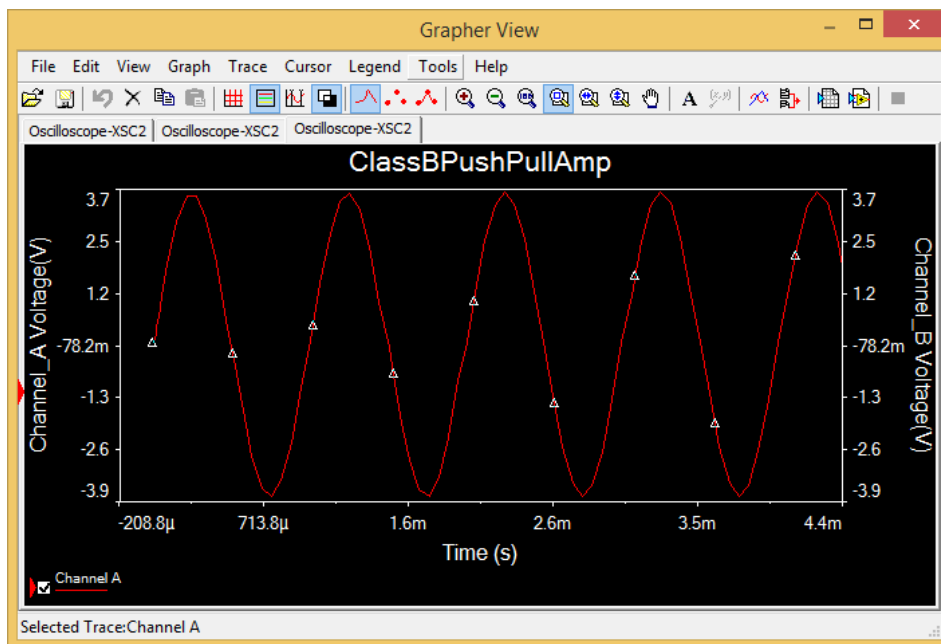 Grapher View
File Edit View Graph Trace Cursor Legend Tools Help
Oscilloscope-XSC2 Oscilloscope-XSC2 Oscilloscope-XSC2
ClassBPushPullAmp
Channel_A Voltage(V)
3.7
2.5
1.2
-78.2m
-1.3
-2.6
-3.9
3.7
2.5
1.2
-78.2m
-1.3
-2.6
-3.9
Channel_B Voltage(V)
-208.8µ 713.8µ 1.6m 2.6m 3.5m 4.4m
Time (s)
Channel A
Selected Trace:Channel A